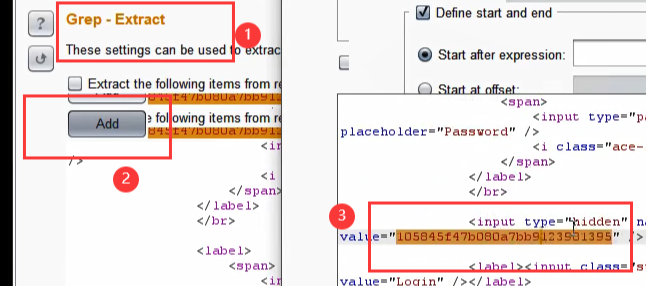 Grep - Extract
1
These settings can be used to extrac
Extract the following items from re
Add
e following items from re
<in
/>
<i
</span>
</label>
</br>
<label>
<span>
<in
2
Define start and end
Start after expression:
Start at offset:
<span>
<input type="pa
placeholder="Password" />
<i class="ace-
</span>
</label>
</br>
3
<input type="hidden" na
value="105845f47b080a7bb9123981395" />
<label><input class="s
value="Login" /></label>